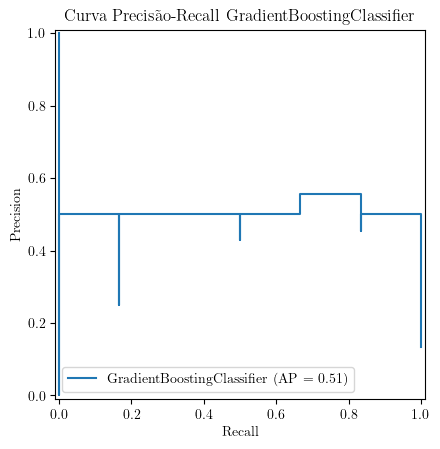 Curva Precisão-Recall GradientBoostingClassifier
1.0
0.8
0.6
0.4
0.2
0.0
Precision
GradientBoostingClassifier (AP = 0.51)
0.0 0.2 0.4 0.6 0.8 1.0
Recall